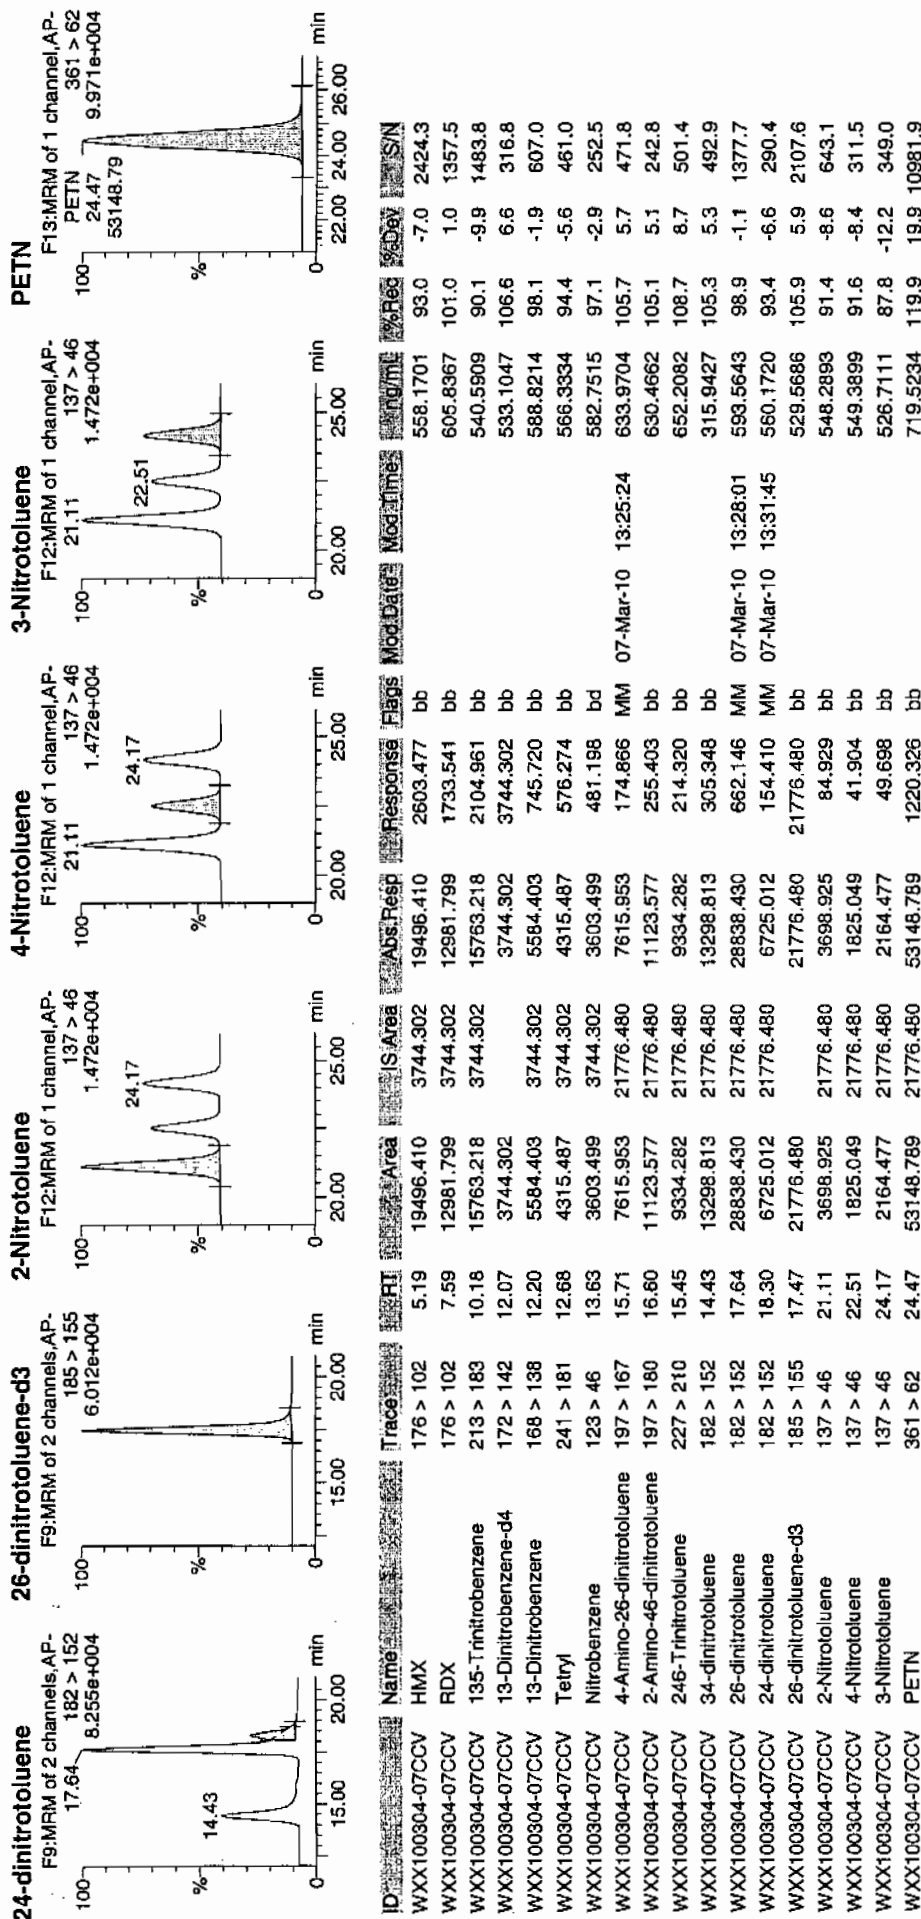 24-dinitrotoluene
F9:MRM of 2 channels,AP-
182 > 152
8.255e+004
17.64
14.43
100
%
0
15.00 20.00 min
26-dinitrotoluene-d3
F9:MRM of 2 channels,AP-
185 > 155
6.012e+004
100
%
0
15.00 20.00 min
2-Nitrotoluene
F12:MRM of 1 channel,AP-
137 > 46
1.472e+004
24.17
100
%
0
20.00 25.00 min
4-Nitrotoluene
F12:MRM of 1 channel,AP-
21.11 137 > 46
1.472e+004
24.17
100
%
0
20.00 25.00 min
3-Nitrotoluene
F12:MRM of 1 channel,AP-
21.11 137 > 46
1.472e+004
22.51
100
%
0
20.00 25.00 min
PETN
F13:MRM of 1 channel,AP-
PETN 361 > 62
24.47 9.971e+004
53148.79
100
%
0
22.00 24.00 26.00 min
ID Name Trace RT Area IS Area Abs.Resp Response Flags Mod.Date Mod.Time ng/mL %Rec %Dev S/N
WXX100304-07CCV HMX 176 > 102 5.19 19496.410 3744.302 19496.410 2603.477 bb 558.1701 93.0 -7.0 2424.3
WXX100304-07CCV RDX 176 > 102 7.59 12981.799 3744.302 12981.799 1733.541 bb 605.8367 101.0 1.0 1357.5
WXX100304-07CCV 135-Trinitrobenzene 213 > 183 10.18 15763.218 3744.302 15763.218 2104.961 bb 540.5909 90.1 -9.9 1483.8
WXX100304-07CCV 13-Dinitrobenzene-d4 172 > 142 12.07 3744.302 3744.302 3744.302 bb 533.1047 106.6 6.6 316.8
WXX100304-07CCV 13-Dinitrobenzene 168 > 138 12.20 5584.403 3744.302 5584.403 745.720 bb 588.8214 98.1 -1.9 607.0
WXX100304-07CCV Tetryl 241 > 181 12.68 4315.487 3744.302 4315.487 576.274 bb 566.3334 94.4 -5.6 461.0
WXX100304-07CCV Nitrobenzene 123 > 46 13.63 3603.499 3744.302 3603.499 481.198 bd 582.7515 97.1 -2.9 252.5
WXX100304-07CCV 4-Amino-26-dinitrotoluene 197 > 167 15.71 7615.953 21776.480 7615.953 174.866 MM 07-Mar-10 13:25:24 633.9704 105.7 5.7 471.8
WXX100304-07CCV 2-Amino-46-dinitrotoluene 197 > 180 16.80 11123.577 21776.480 11123.577 255.403 bb 630.4662 105.1 5.1 242.8
WXX100304-07CCV 246-Trinitrotoluene 227 > 210 15.45 9334.282 21776.480 9334.282 214.320 bb 652.2082 108.7 8.7 501.4
WXX100304-07CCV 34-dinitrotoluene 182 > 152 14.43 13298.813 21776.480 13298.813 305.348 bb 315.9427 105.3 5.3 492.9
WXX100304-07CCV 26-dinitrotoluene 182 > 152 17.64 28838.430 21776.480 28838.430 662.146 MM 07-Mar-10 13:28:01 593.5643 98.9 -1.1 1377.7
WXX100304-07CCV 24-dinitrotoluene 182 > 152 18.30 6725.012 21776.480 6725.012 154.410 MM 07-Mar-10 13:31:45 560.1720 93.4 -6.6 290.4
WXX100304-07CCV 26-dinitrotoluene-d3 185 > 155 17.47 21776.480 21776.480 21776.480 bb 529.5686 105.9 5.9 2107.6
WXX100304-07CCV 2-Nitrotoluene 137 > 46 21.11 3698.925 21776.480 3698.925 84.929 bb 548.2893 91.4 -8.6 643.1
WXX100304-07CCV 4-Nitrotoluene 137 > 46 22.51 1825.049 21776.480 1825.049 41.904 bb 549.3899 91.6 -8.4 311.5
WXX100304-07CCV 3-Nitrotoluene 137 > 46 24.17 2164.477 21776.480 2164.477 49.698 bb 526.7111 87.8 -12.2 349.0
WXX100304-07CCV PETN 361 > 62 24.47 53148.789 21776.480 53148.789 1220.326 bb 719.5234 119.9 19.9 10981.9